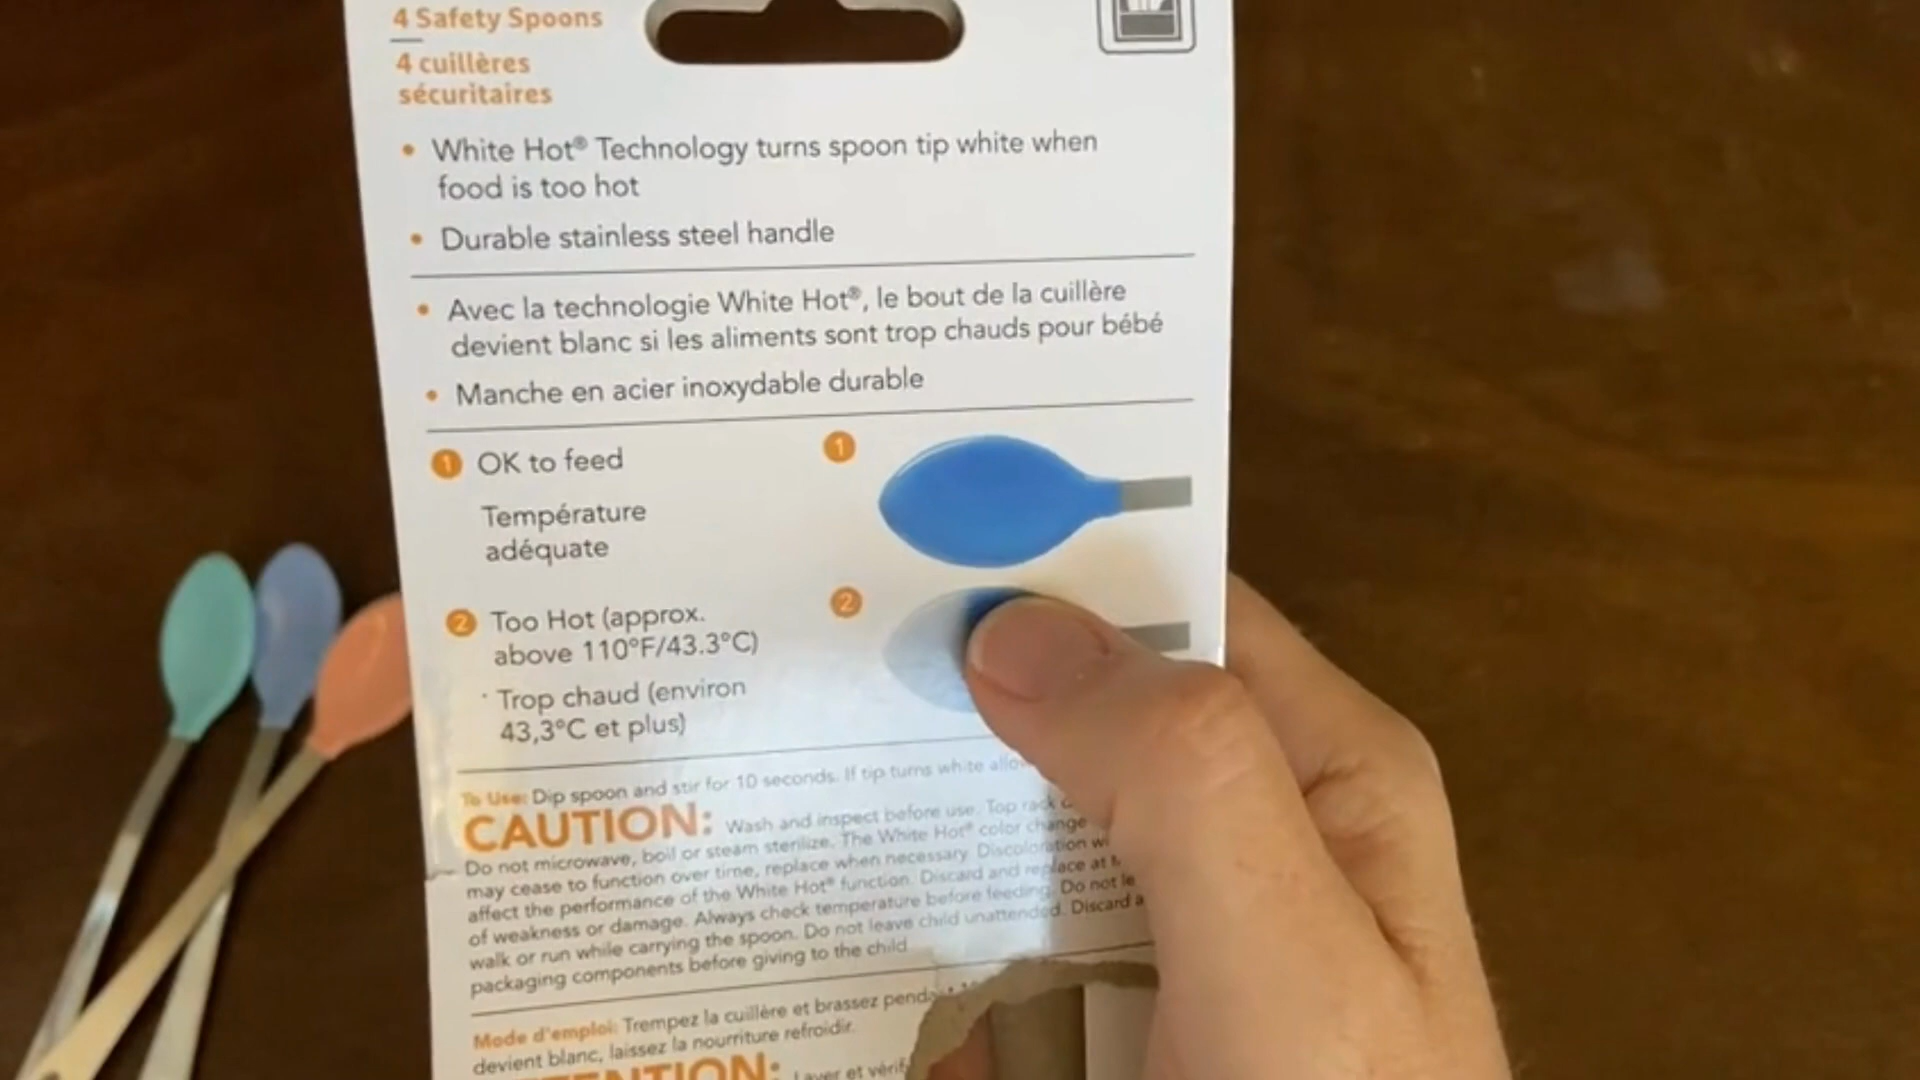 4 Safety Spoons
4 cuillères
sécuritaires
• White Hot® Technology turns spoon tip white when
food is too hot
• Durable stainless steel handle
• Avec la technologie White Hot®, le bout de la cuillère
devient blanc si les aliments sont trop chauds pour bébé
• Manche en acier inoxydable durable
1 OK to feed
Température
adéquate
1
2 Too Hot (approx.
above 110°F/43.3°C)
Trop chaud (environ
43,3°C et plus)
2
To Use: Dip spoon and stir for 10 seconds. If tip turns white
CAUTION: Wash and inspect before use. Top rack
Do not microwave, boil or steam sterilize. The White Hot® color change
may cease to function over time, replace when necessary. Discoloration
affect the performance of the White Hot® function. Discard and replace at
of weakness or damage. Always check temperature before feeding. Do not
walk or run while carrying the spoon. Do not leave child unattended. Discard
packaging components before giving to the child.
Mode d'emploi: Trempez la cuillère et brassez
devient blanc, laissez la nourriture refroidir.
Laver et